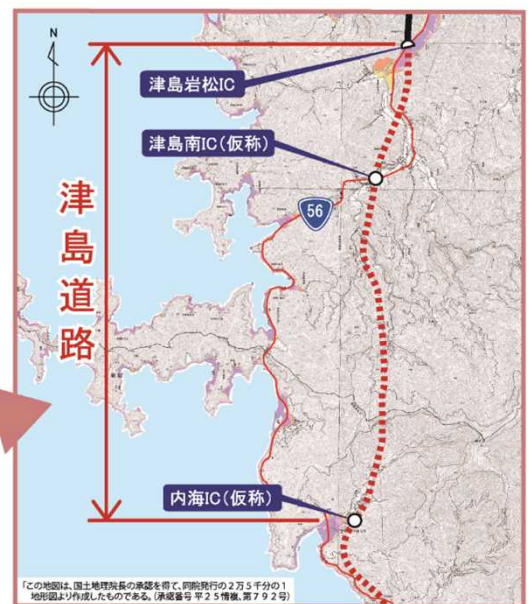 N
津島岩松IC
津島南IC(仮称)
56
津島道路
内海IC(仮称)
「この地図は、国土地理院長の承認を得て、同院発行の2万5千分の1
地形図より作成したものである。(承認番号 平25情複、第792号)